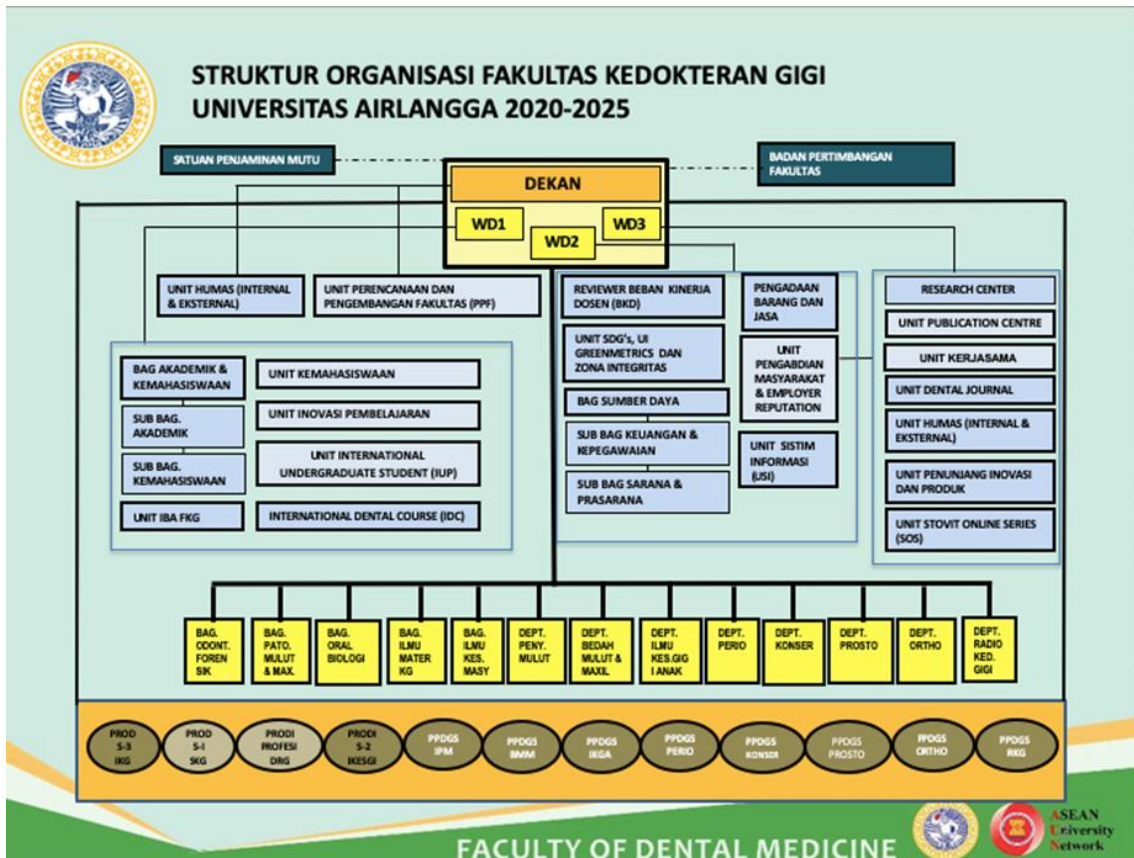 STRUKTUR ORGANISASI FAKULTAS KEDOKTERAN GIGI
UNIVERSITAS AIRLANGGA 2020-2025
SATUAN PENJAMINAN MUTU
BADAN PERTIMBANGAN
FAKULTAS
DEKAN
WD1
WD2
WD3
UNIT HUMAS (INTERNAL
& EKSTERNAL)
UNIT PERENCANAAN DAN
PENGEMBANGAN FAKULTAS (PPF)
BAG AKADEMIK &
KEMAHASISWAAN
SUB BAG.
AKADEMIK
SUB BAG.
KEMAHASISWAAN
UNIT IBA FKG
UNIT KEMAHASISWAAN
UNIT INOVASI PEMBELAJARAN
UNIT INTERNATIONAL
UNDERGRADUATE STUDENT (IUP)
INTERNATIONAL DENTAL COURSE (IDC)
REVIEWER BEBAN KINERJA
DOSEN (BKD)
UNIT SDG's, UI
GREENMETRICS DAN
ZONA INTEGRITAS
BAG SUMBER DAYA
SUB BAG KEUANGAN &
KEPEGAWAIAN
SUB BAG SARANA &
PRASARANA
PENGADAAN
BARANG DAN
JASA
UNIT
PENGABDIAN
MASYARAKAT
& EMPLOYER
REPUTATION
UNIT SISTIM
INFORMASI
(USI)
RESEARCH CENTER
UNIT PUBLICATION CENTRE
UNIT KERJASAMA
UNIT DENTAL JOURNAL
UNIT HUMAS (INTERNAL &
EKSTERNAL)
UNIT PENUNJANG INOVASI
DAN PRODUK
UNIT STOVIT ONLINE SERIES
(SOS)
BAG.
ODONT.
FOREN
SIK
BAG.
PATO.
MULUT
& MAX.
BAG.
ORAL
BIOLOGI
BAG.
ILMU
MATER
KG
BAG.
ILMU
KES.
MASY
DEPT.
PENY.
MULUT
DEPT.
BEDAH
MULUT &
MAXIL
DEPT.
ILMU
KES.GIG
I ANAK
DEPT.
PERIO
DEPT.
KONSER
DEPT.
PROSTO
DEPT.
ORTHO
DEPT.
RADIO
KED.
GIGI
PROD
S-3
IKG
PROD
S-I
SKG
PRODI
PROFESI
DRG
PRODI
S-2
IKESGI
PPDGS
IPM
PPDGS
BMM
PPDGS
IKGA
PPDGS
PERIO
PPDGS
KONSER
PPDGS
PROSTO
PPDGS
ORTHO
PPDGS
RKG
FACULTY OF DENTAL MEDICINE
ASEAN
University
Network